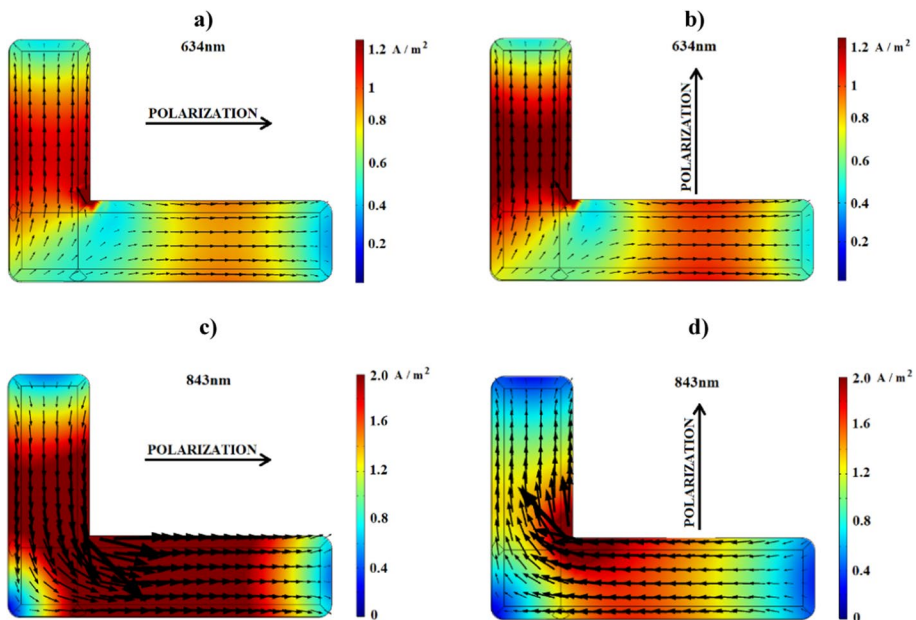 a)
634nm
POLARIZATION
1.2 A / m²
1
0.8
0.6
0.4
0.2
b)
634nm
POLARIZATION
1.2 A / m²
1
0.8
0.6
0.4
0.2
0
c)
843nm
POLARIZATION
2.0 A / m²
1.6
1.2
0.8
0.4
0
d)
843nm
POLARIZATION
2.0 A / m²
1.6
1.2
0.8
0.4
0